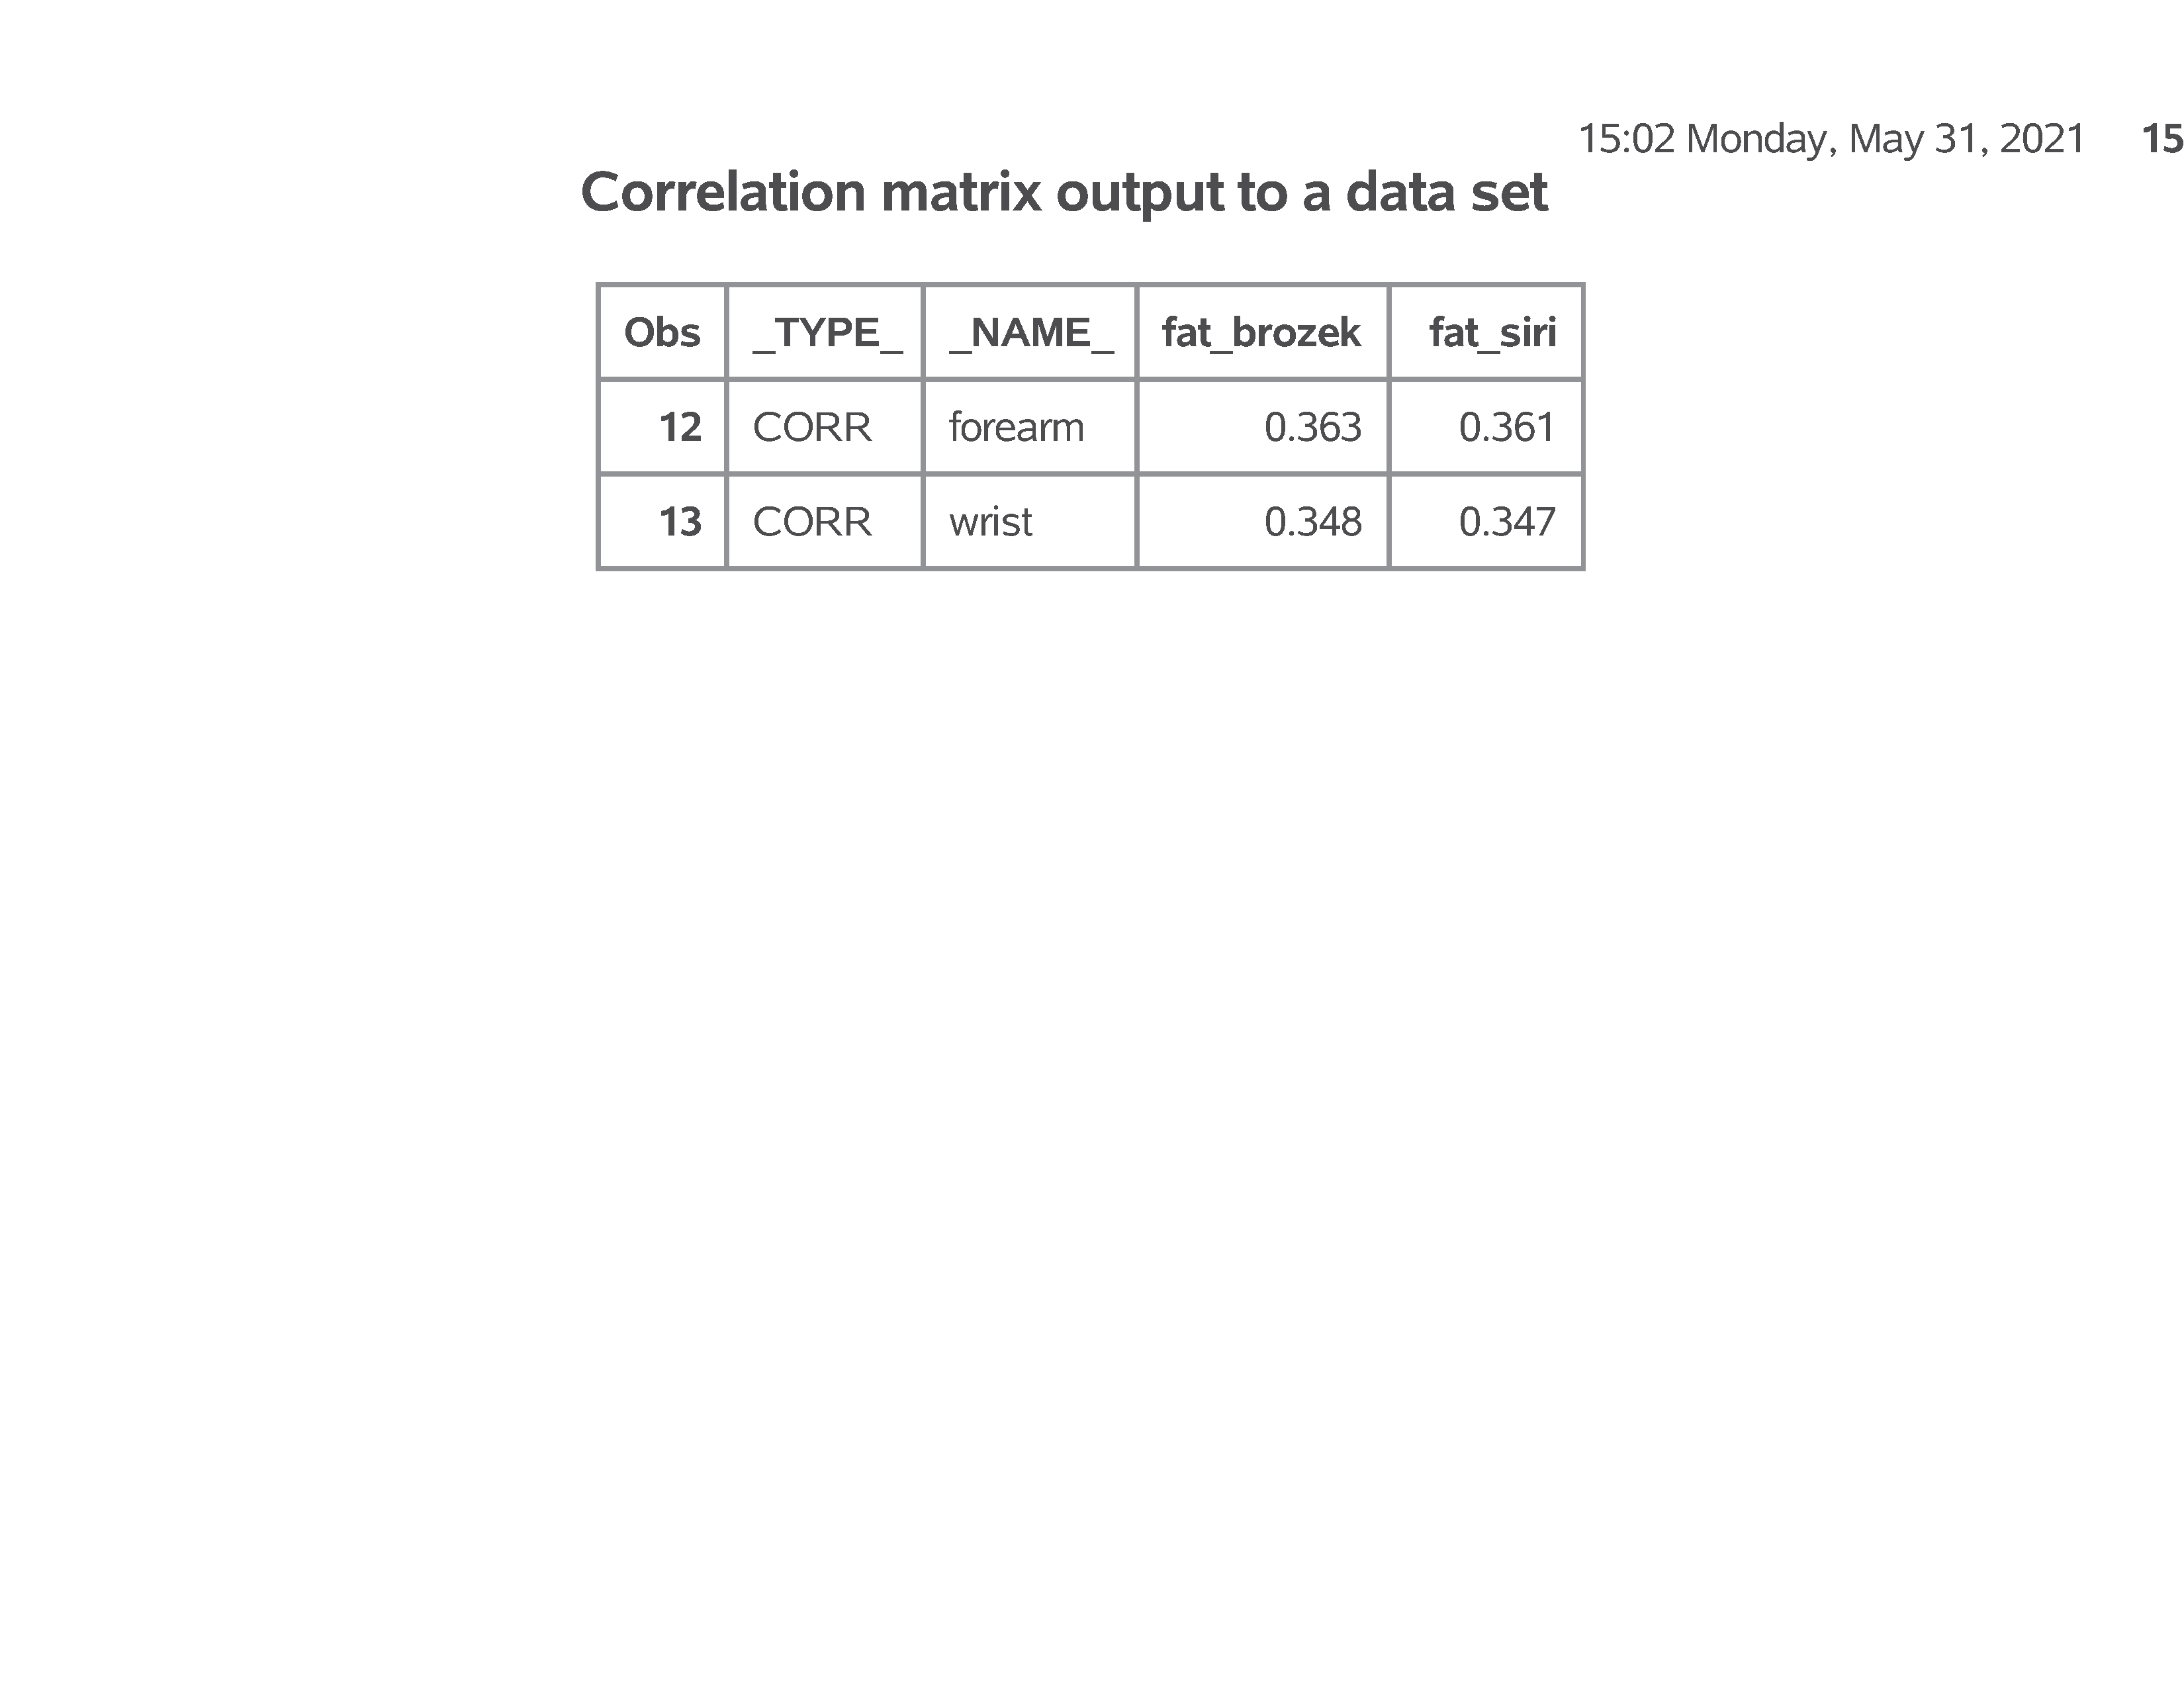 15:02 Monday, May 31, 2021 15
Correlation matrix output to a data set
Obs _TYPE_ _NAME_ fat_brozek fat_siri
12 CORR forearm 0.363 0.361
13 CORR wrist 0.348 0.347